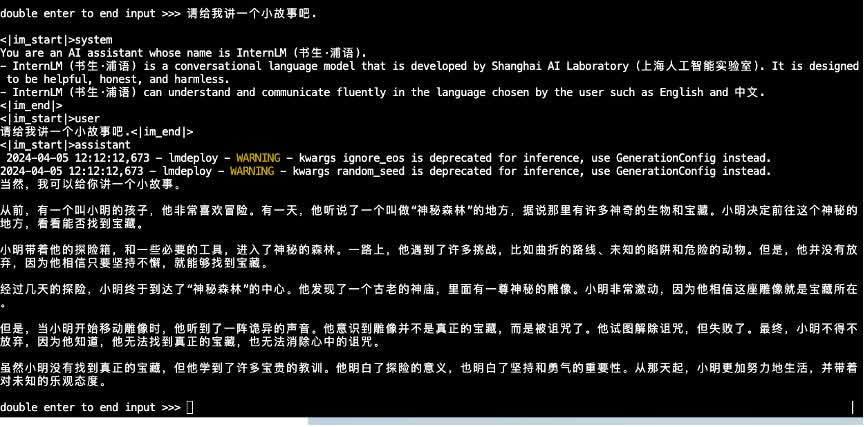 double enter to end input >>> 请给我讲一个小故事吧.
<|im_start|>system
You are an AI assistant whose name is InternLM (书生·浦语).
- InternLM (书生·浦语) is a conversational language model that is developed by Shanghai AI Laboratory (上海人工智能实验室). It is designed
to be helpful, honest, and harmless.
- InternLM (书生·浦语) can understand and communicate fluently in the language chosen by the user such as English and 中文.
<|im_end|>
<|im_start|>user
请给我讲一个小故事吧.<|im_end|>
<|im_start|>assistant
2024-04-05 12:12:12,673 - lmdeploy - WARNING - kwargs ignore_eos is deprecated for inference, use GenerationConfig instead.
2024-04-05 12:12:12,673 - lmdeploy - WARNING - kwargs random_seed is deprecated for inference, use GenerationConfig instead.
当然，我可以给你讲一个小故事。
从前，有一个叫小明的孩子，他非常喜欢冒险。有一天，他听说了一个叫做“神秘森林”的地方，据说那里有许多神奇的生物和宝藏。小明决定前往这个神秘的
地方，看看能否找到宝藏。
小明带着他的探险箱，和一些必要的工具，进入了神秘的森林。一路上，他遇到了许多挑战，比如曲折的路线、未知的陷阱和危险的动物。但是，他并没有放
弃，因为他相信只要坚持不懈，就能够找到宝藏。
经过几天的探险，小明终于到达了“神秘森林”的中心。他发现了一个古老的神庙，里面有一尊神秘的雕像。小明非常激动，因为他相信这座雕像就是宝藏所在
。
但是，当小明开始移动雕像时，他听到了一阵诡异的声音。他意识到雕像并不是真正的宝藏，而是被诅咒了。他试图解除诅咒，但失败了。最终，小明不得不
放弃，因为他知道，他无法找到真正的宝藏，也无法消除心中的诅咒。
虽然小明没有找到真正的宝藏，但他学到了许多宝贵的教训。他明白了探险的意义，也明白了坚持和勇气的重要性。从那天起，小明更加努力地生活，并带着
对未知的乐观态度。
double enter to end input >>>